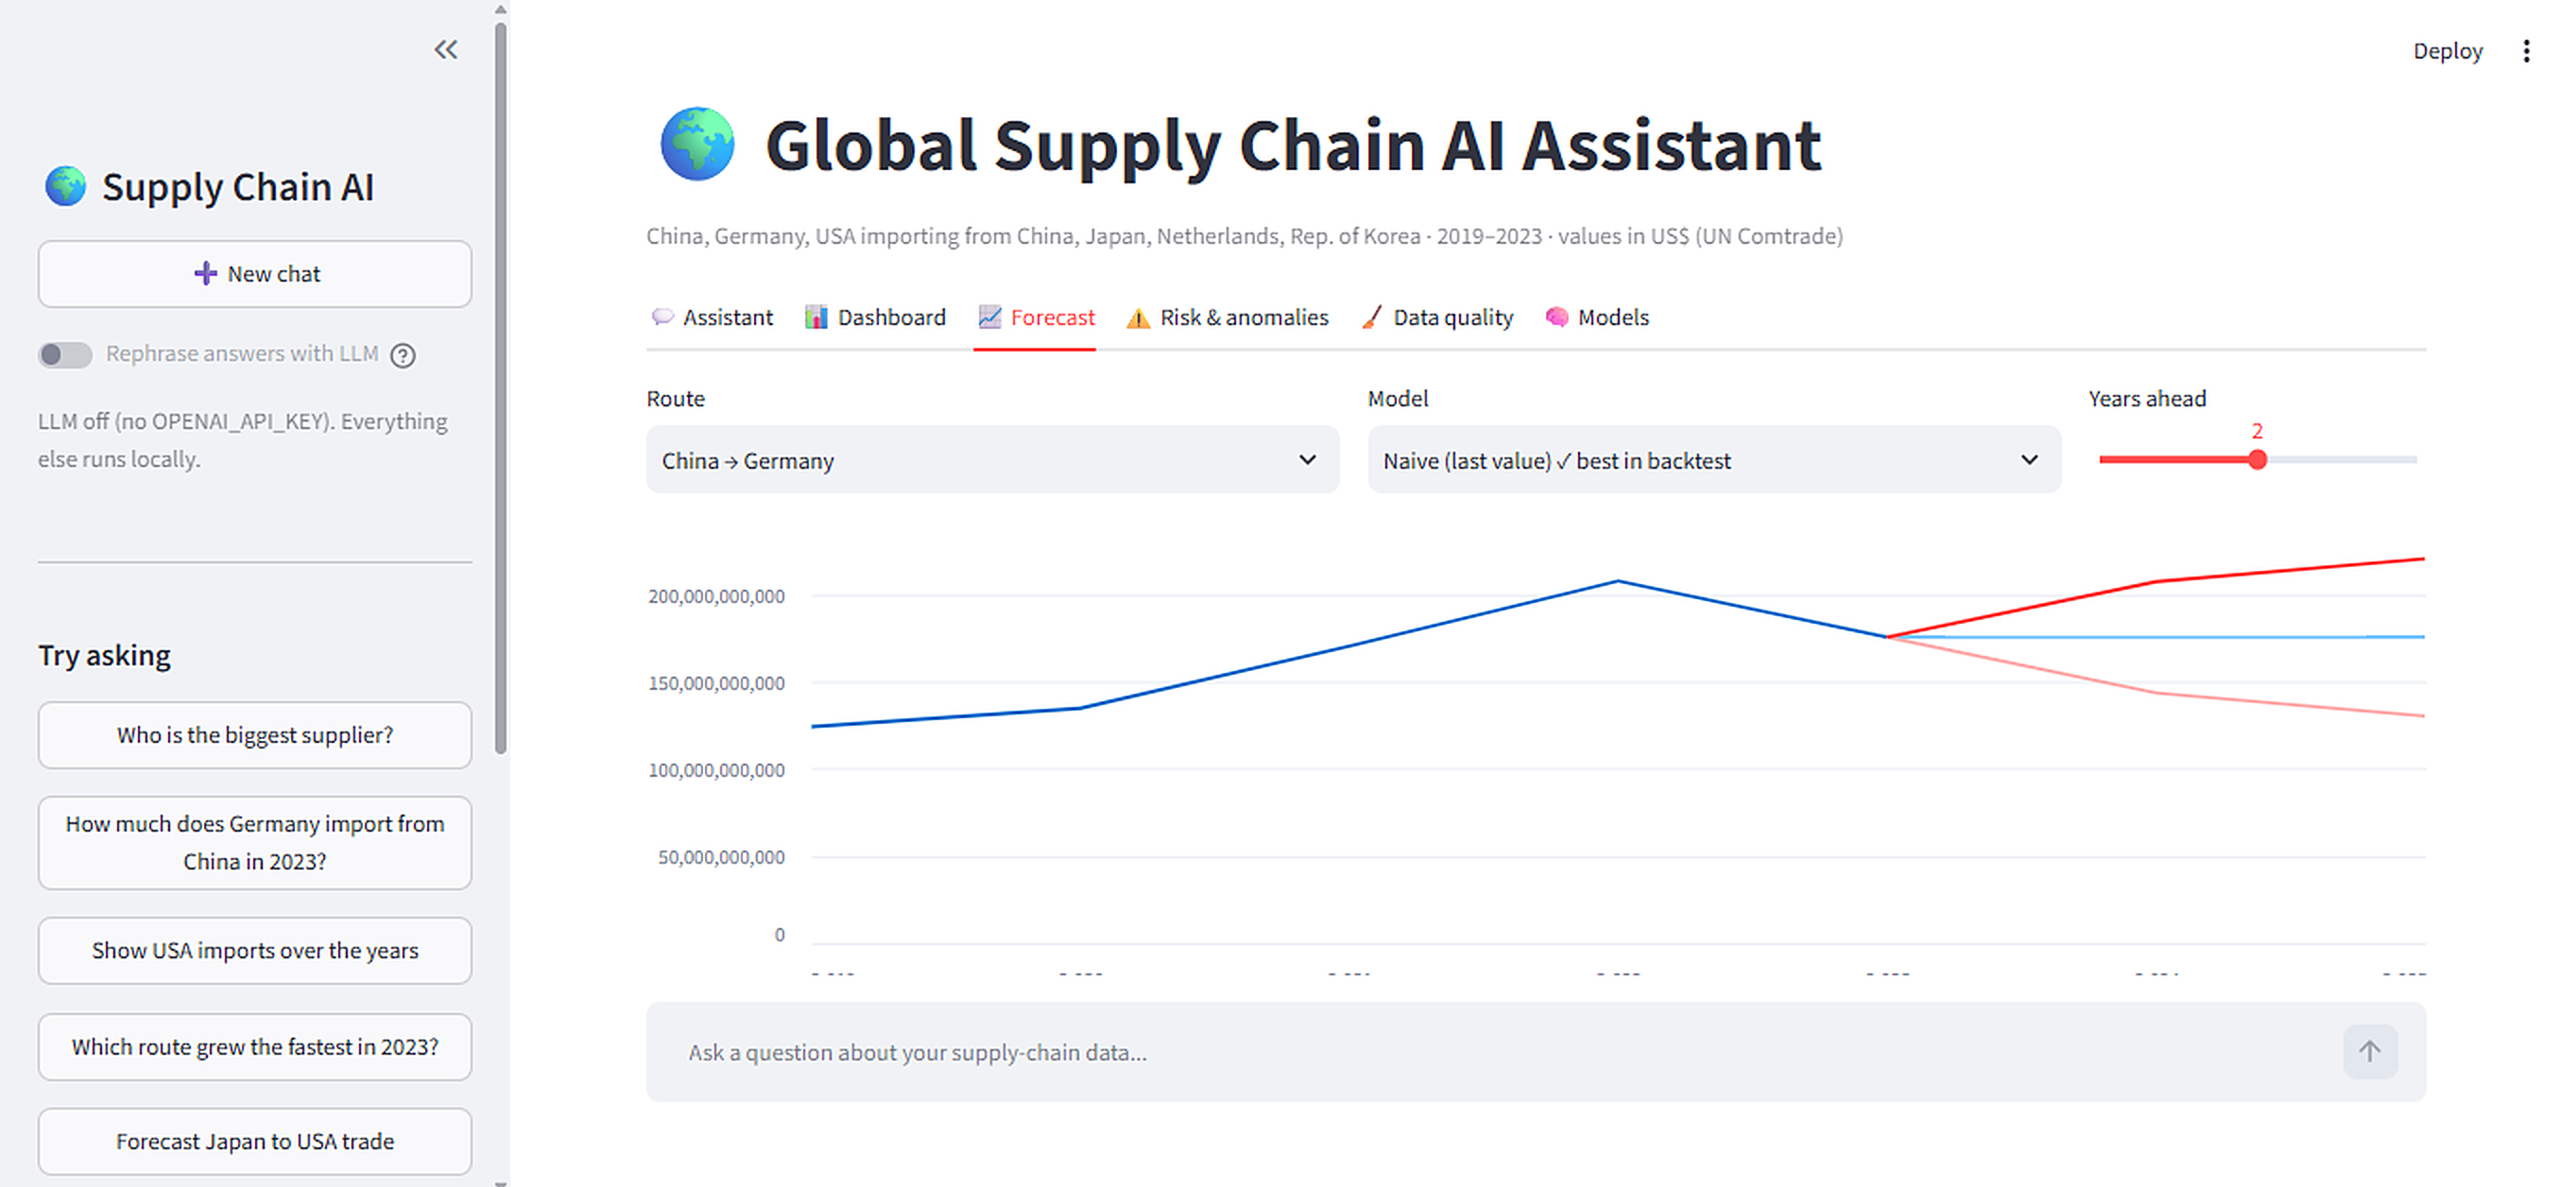 Supply Chain AI
New chat
Rephrase answers with LLM
LLM off (no OPENAI_API_KEY). Everything
else runs locally.
Try asking
Who is the biggest supplier?
How much does Germany import from
China in 2023?
Show USA imports over the years
Which route grew the fastest in 2023?
Forecast Japan to USA trade
Deploy
Global Supply Chain AI Assistant
China, Germany, USA importing from China, Japan, Netherlands, Rep. of Korea · 2019–2023 · values in US$ (UN Comtrade)
Assistant Dashboard Forecast Risk & anomalies Data quality Models
Route Model Years ahead
2
China → Germany Naive (last value) ✓ best in backtest
200,000,000,000
150,000,000,000
100,000,000,000
50,000,000,000
0
Ask a question about your supply-chain data...